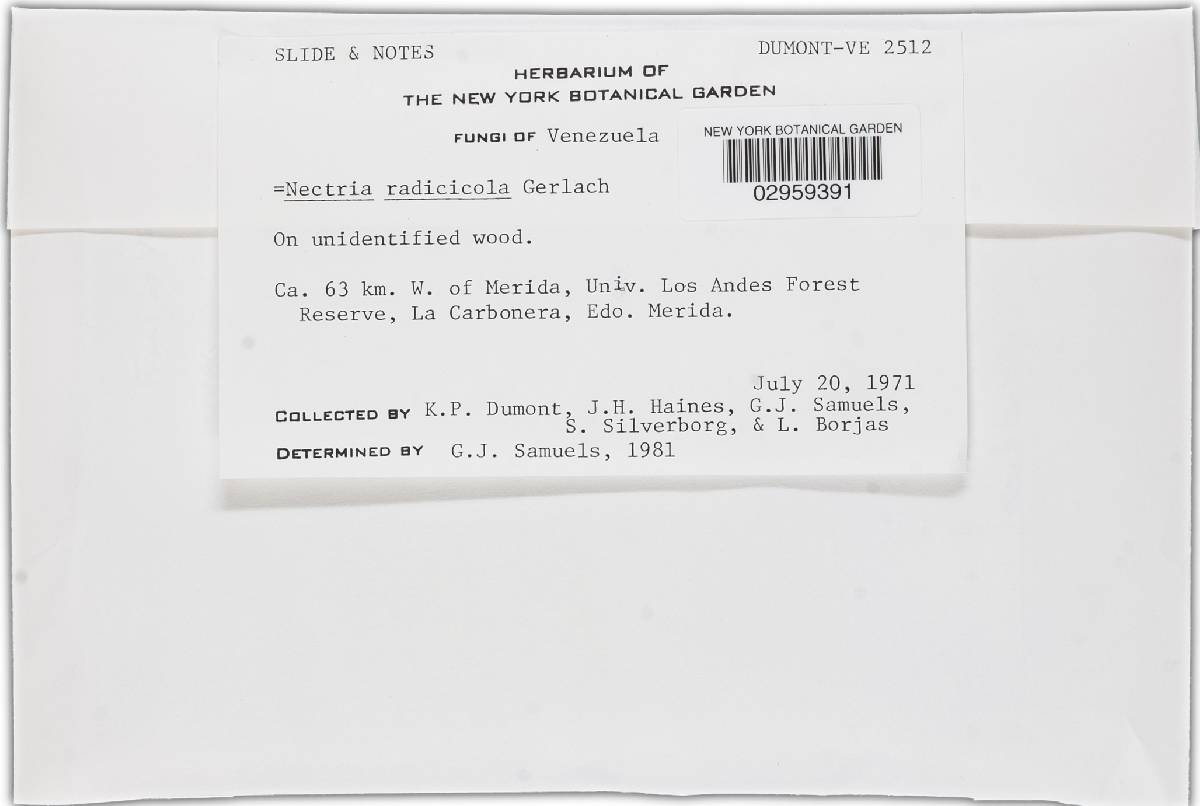 SLIDE & NOTES
DUMONT-VE 2512
HERBARIUM OF
THE NEW YORK BOTANICAL GARDEN
FUNGI OF Venezuela
NEW YORK BOTANICAL GARDEN
02959391
=Nectria radicicola Gerlach
On unidentified wood.
Ca. 63 km. W. of Merida, Univ. Los Andes Forest
Reserve, La Carbonera, Edo. Merida.
July 20, 1971
COLLECTED BY K.P. Dumont, J.H. Haines, G.J. Samuels,
S. Silverborg, & L. Borjas
DETERMINED BY G.J. Samuels, 1981